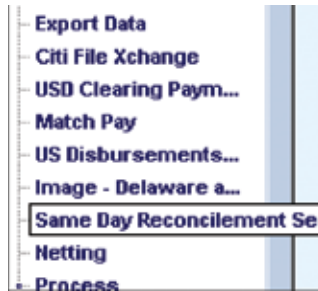 Export Data
Citi File Xchange
USD Clearing Paym...
Match Pay
US Disbursements...
Image - Delaware a...
Same Day Reconcilement Se
Netting
Process